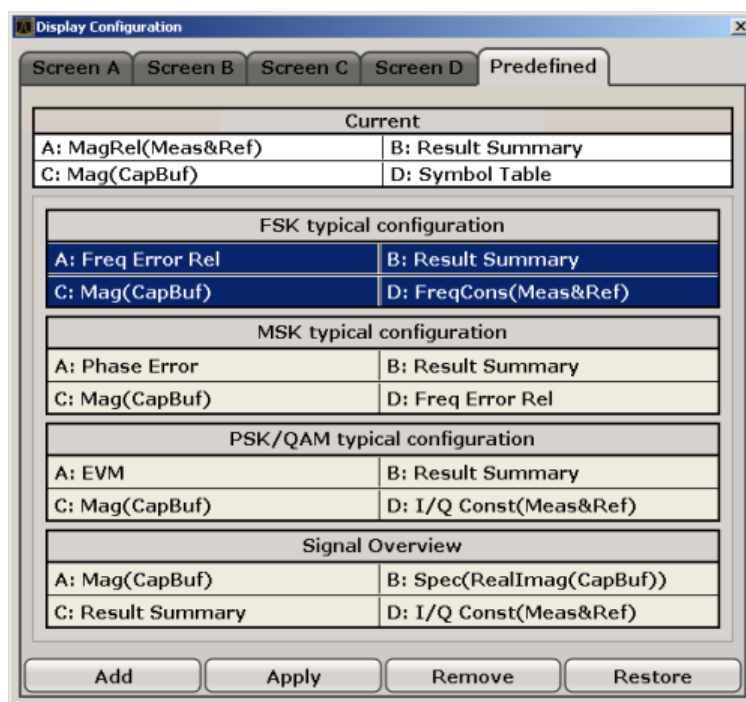 Display Configuration
Screen A Screen B Screen C Screen D Predefined
Current
A: MagRel(Meas&Ref) B: Result Summary
C: Mag(CapBuf) D: Symbol Table
FSK typical configuration
A: Freq Error Rel B: Result Summary
C: Mag(CapBuf) D: FreqCons(Meas&Ref)
MSK typical configuration
A: Phase Error B: Result Summary
C: Mag(CapBuf) D: Freq Error Rel
PSK/QAM typical configuration
A: EVM B: Result Summary
C: Mag(CapBuf) D: I/Q Const(Meas&Ref)
Signal Overview
A: Mag(CapBuf) B: Spec(RealImag(CapBuf))
C: Result Summary D: I/Q Const(Meas&Ref)
Add Apply Remove Restore